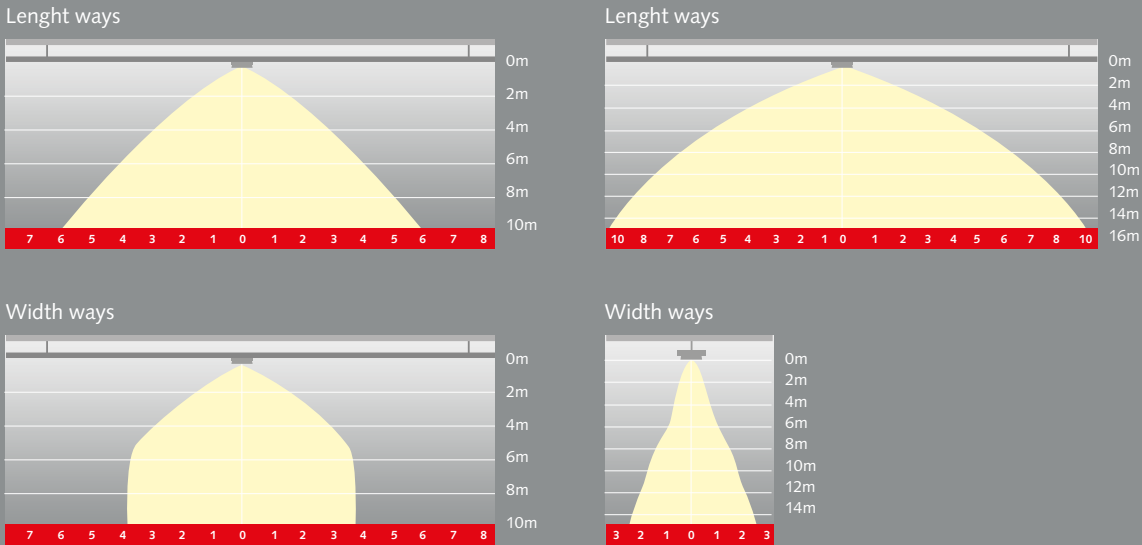 Lenght ways
0m
2m
4m
6m
8m
10m
7 6 5 4 3 2 1 0 1 2 3 4 5 6 7 8
Lenght ways
0m
2m
4m
6m
8m
10m
12m
14m
16m
10 8 7 6 5 4 3 2 1 0 1 2 3 4 5 6 7 8 10
Width ways
0m
2m
4m
6m
8m
10m
7 6 5 4 3 2 1 0 1 2 3 4 5 6 7 8
Width ways
0m
2m
4m
6m
8m
10m
12m
14m
3 2 1 0 1 2 3